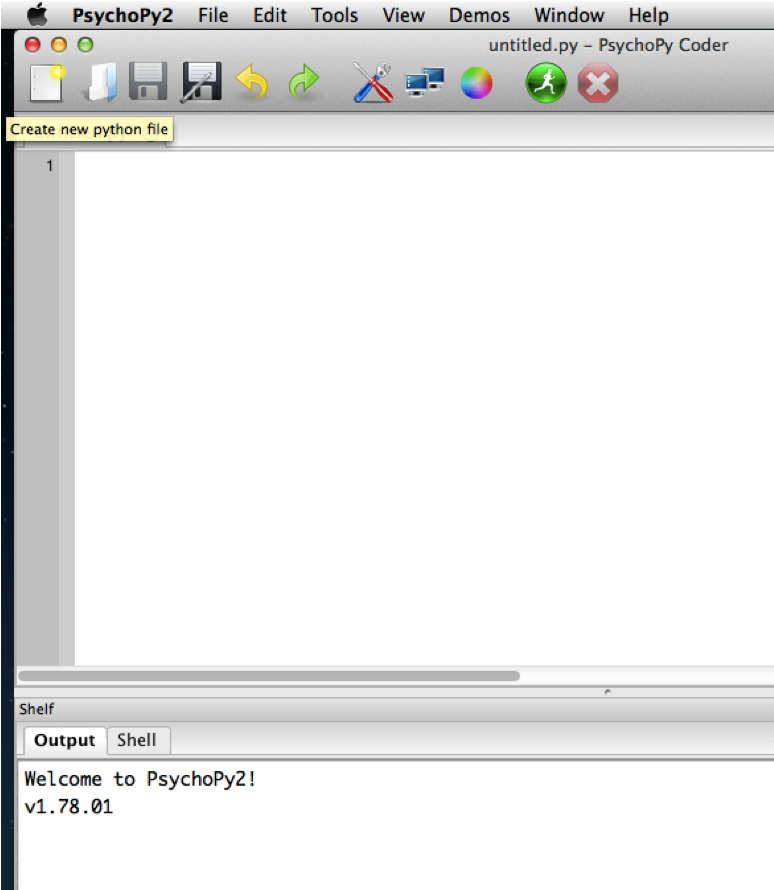 PsychoPy2 File Edit Tools View Demos Window Help
untitled.py – PsychoPy Coder
Create new python file
1
Shelf
Output Shell
Welcome to PsychoPy2!
v1.78.01